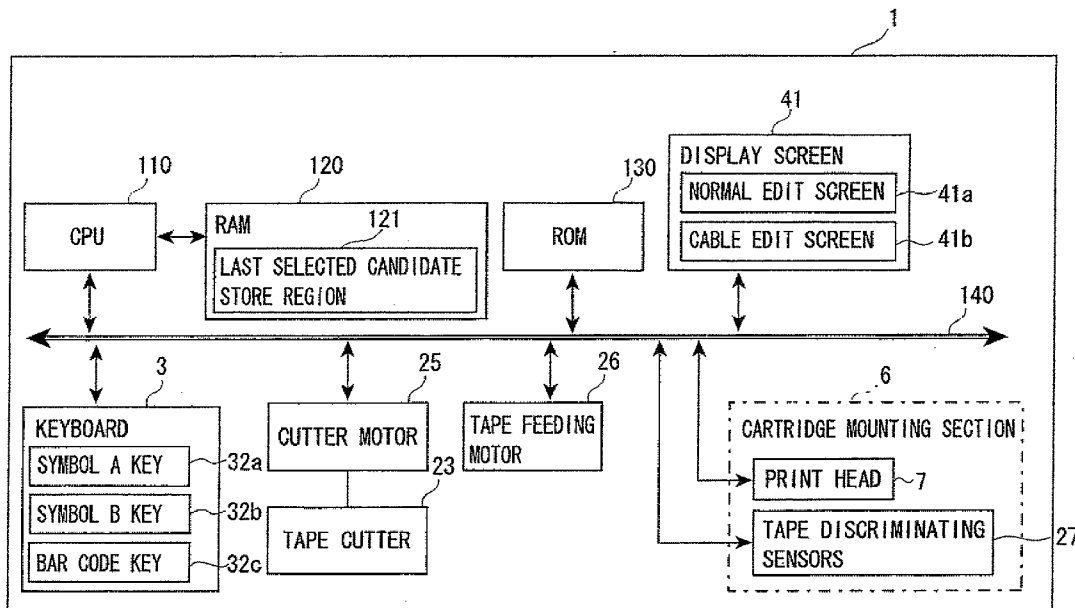 1
110
CPU
120
RAM
121
LAST SELECTED CANDIDATE
STORE REGION
130
ROM
41
DISPLAY SCREEN
NORMAL EDIT SCREEN
41a
CABLE EDIT SCREEN
41b
140
3
KEYBOARD
SYMBOL A KEY
32a
SYMBOL B KEY
32b
BAR CODE KEY
32c
25
CUTTER MOTOR
23
TAPE CUTTER
26
TAPE FEEDING
MOTOR
6
CARTRIDGE MOUNTING SECTION
PRINT HEAD
7
TAPE DISCRIMINATING
SENSORS
27